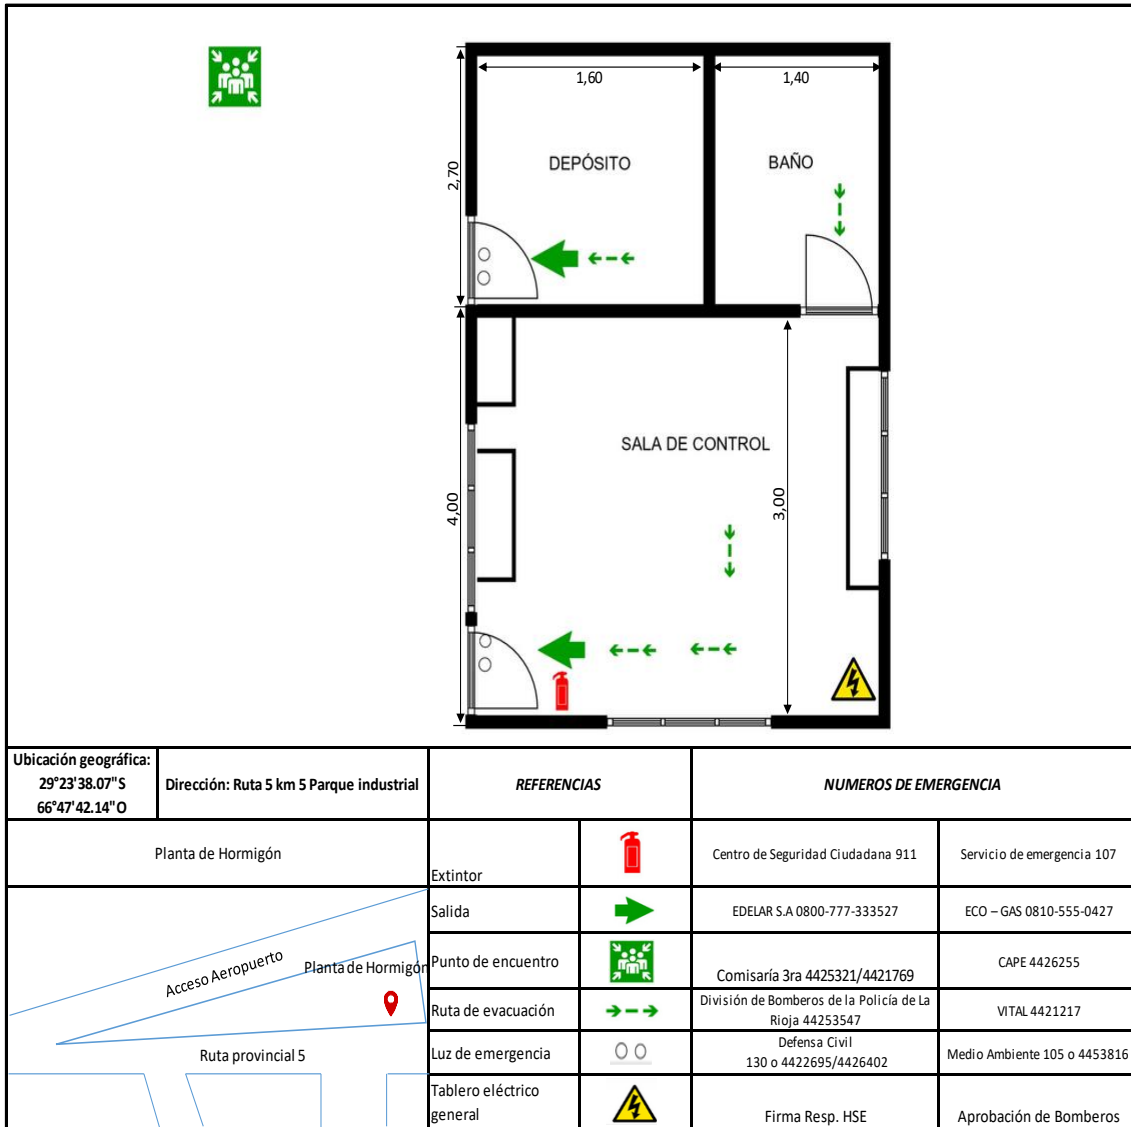 1,60
1,40
2,70
DEPÓSITO
BAÑO
SALA DE CONTROL
4,00
3,00
Ubicación geográfica:
29°23'38.07"S
66°47'42.14"O
Dirección: Ruta 5 km 5 Parque industrial
REFERENCIAS
NUMEROS DE EMERGENCIA
Planta de Hormigón
Extintor
Centro de Seguridad Ciudadana 911
Servicio de emergencia 107
Salida
EDELAR S.A 0800-777-333527
ECO – GAS 0810-555-0427
Acceso Aeropuerto
Planta de Hormigón
Punto de encuentro
Comisaría 3ra 4425321/4421769
CAPE 4426255
Ruta de evacuación
División de Bomberos de la Policía de La
Rioja 44253547
VITAL 4421217
Ruta provincial 5
Luz de emergencia
Defensa Civil
130 o 4422695/4426402
Medio Ambiente 105 o 4453816
Tablero eléctrico
general
Firma Resp. HSE
Aprobación de Bomberos